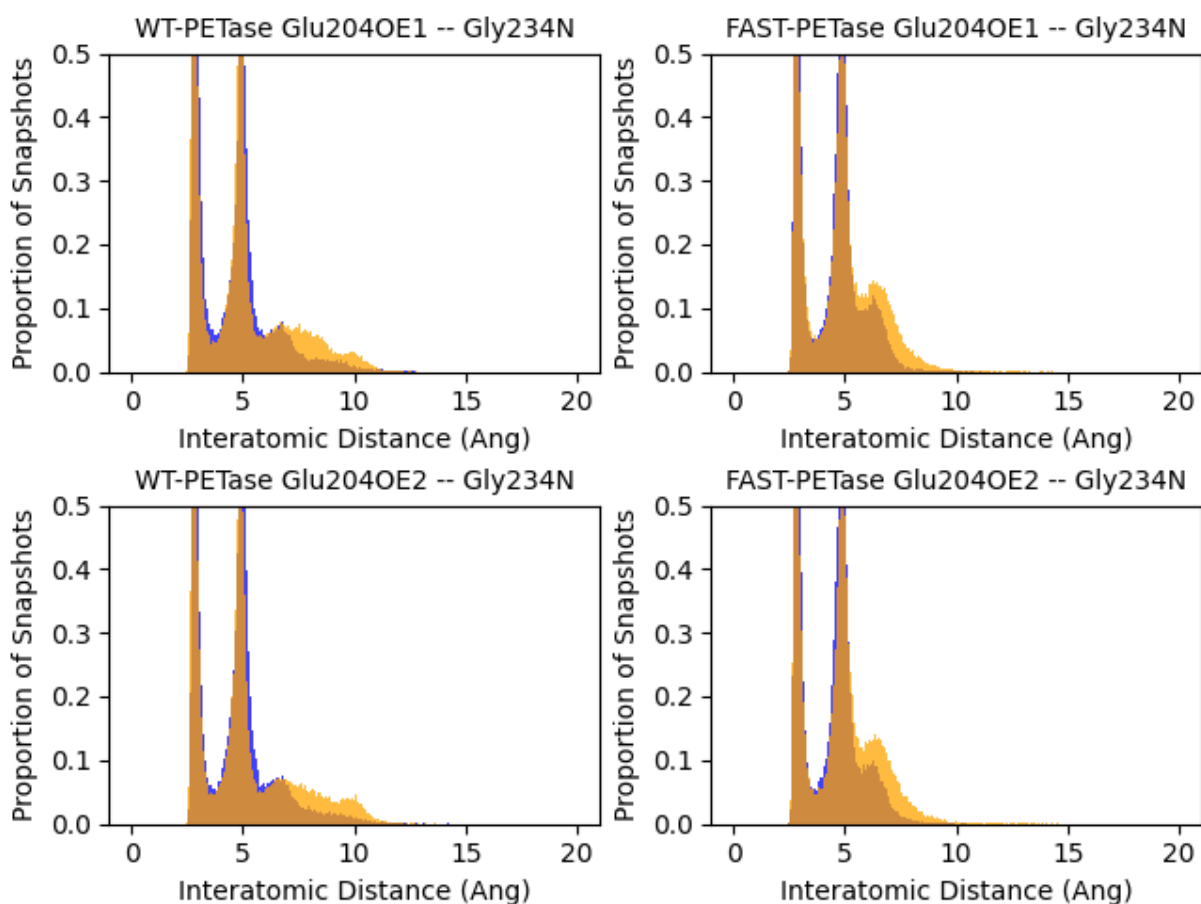 WT-PETase Glu204OE1 -- Gly234N
FAST-PETase Glu204OE1 -- Gly234N
Proportion of Snapshots
0.5
0.4
0.3
0.2
0.1
0.0
0 5 10 15 20
Interatomic Distance (Ang)
Proportion of Snapshots
0.5
0.4
0.3
0.2
0.1
0.0
0 5 10 15 20
Interatomic Distance (Ang)
WT-PETase Glu204OE2 -- Gly234N
FAST-PETase Glu204OE2 -- Gly234N
Proportion of Snapshots
0.5
0.4
0.3
0.2
0.1
0.0
0 5 10 15 20
Interatomic Distance (Ang)
Proportion of Snapshots
0.5
0.4
0.3
0.2
0.1
0.0
0 5 10 15 20
Interatomic Distance (Ang)